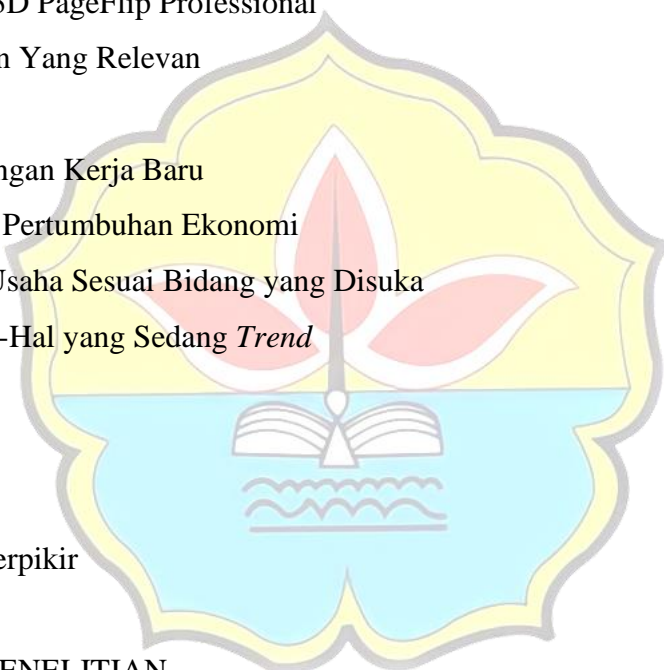 3D PageFlip Professional
n Yang Relevan
ngan Kerja Baru
Pertumbuhan Ekonomi
Usaha Sesuai Bidang yang Disuka
-Hal yang Sedang Trend
erpikir
ENELITIAN